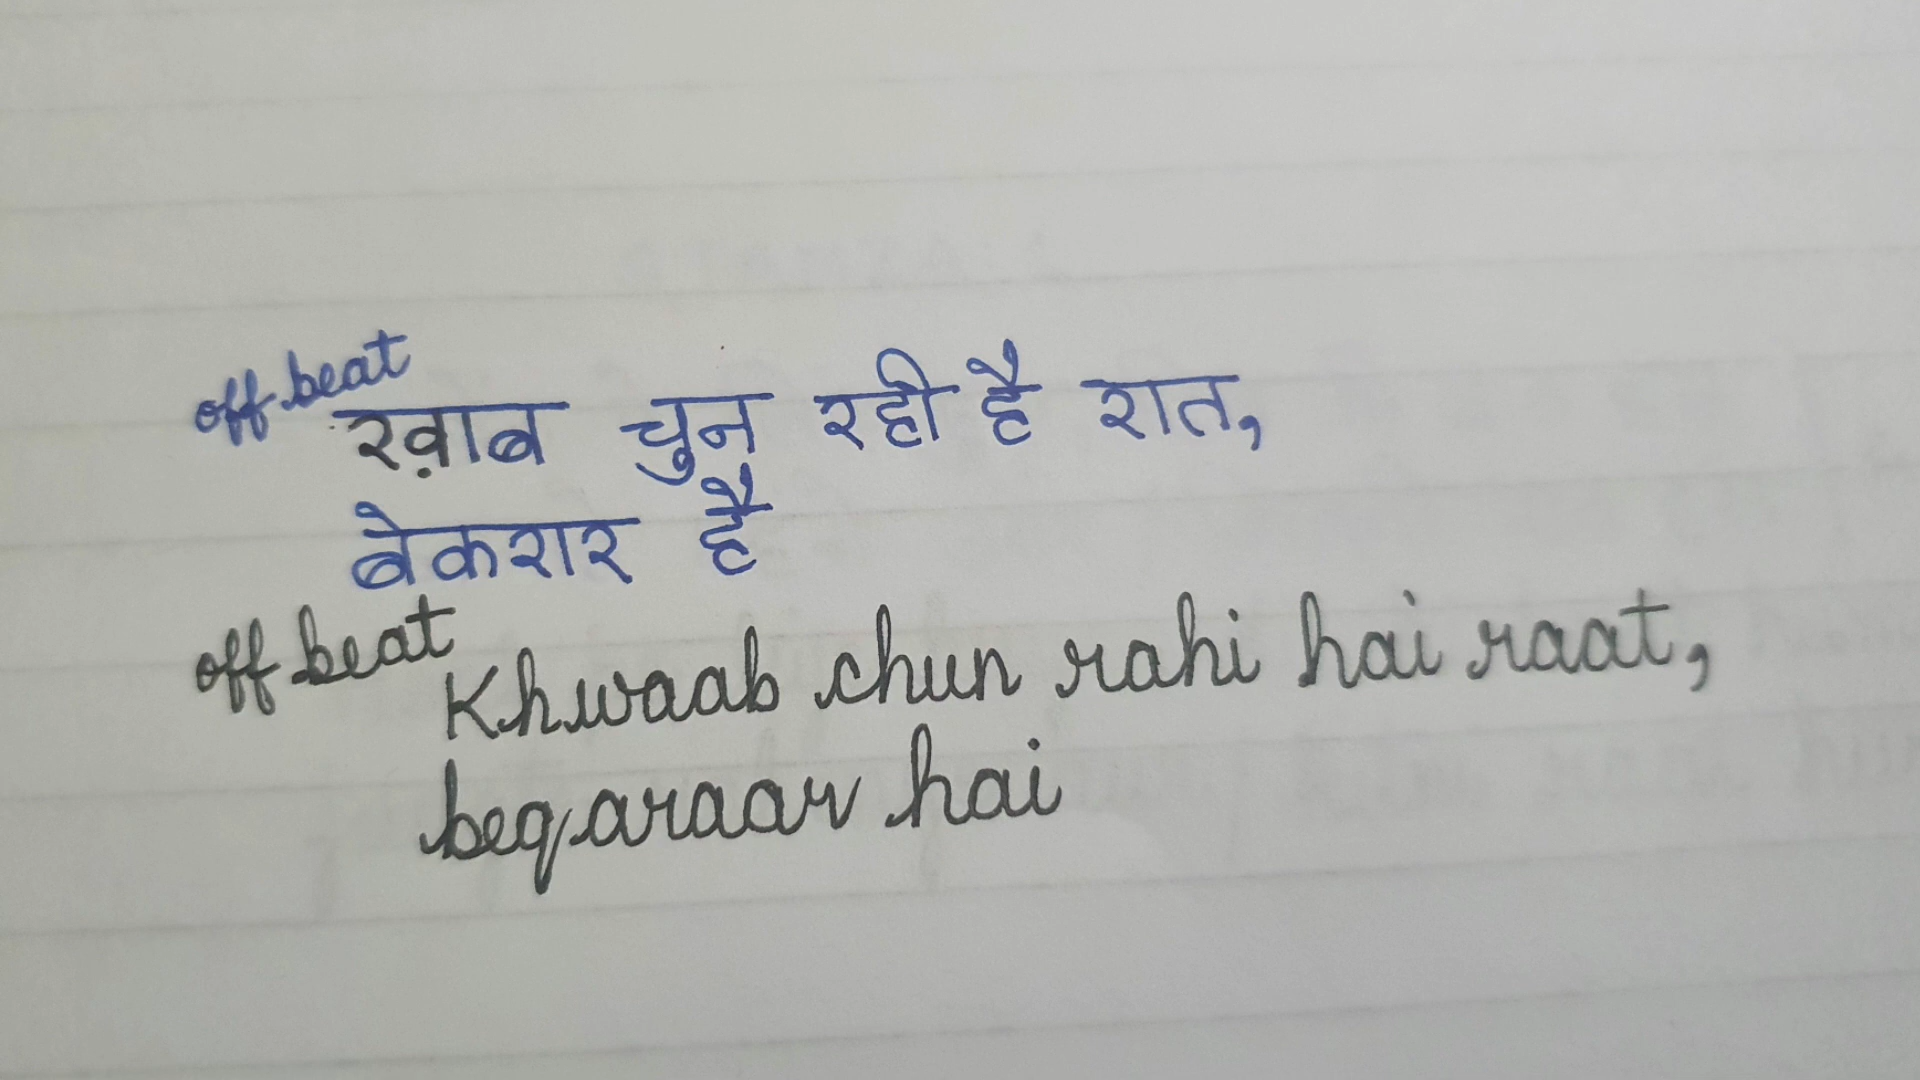 off beat
ख़ाब चुन रही है रात,
बेकरार है
off beat
Khwaab chun rahi hai raat,
beqaraar hai